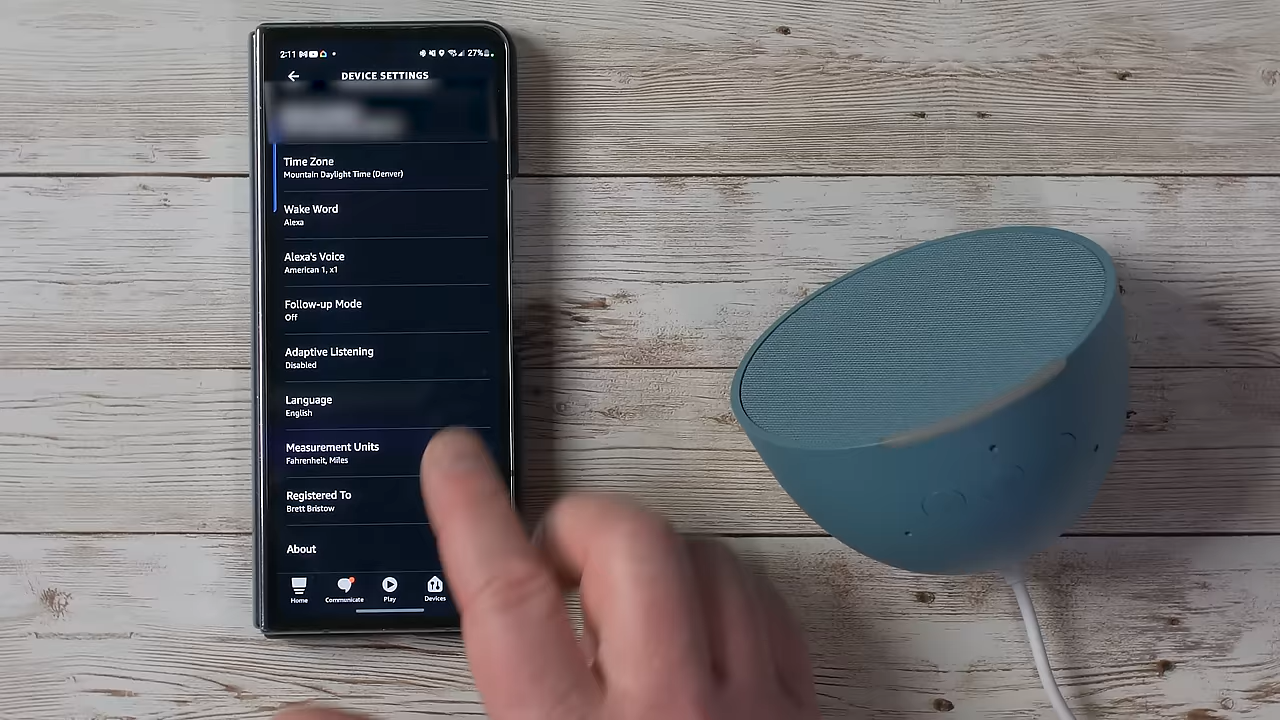 2:11
27%
DEVICE SETTINGS
Time Zone
Mountain Daylight Time (Denver)
Wake Word
Alexa
Alexa's Voice
American 1, x1
Follow-up Mode
Off
Adaptive Listening
Disabled
Language
English
Measurement Units
Fahrenheit, Miles
Registered To
Brett Bristow
About
Home
Communicate
Play
Devices